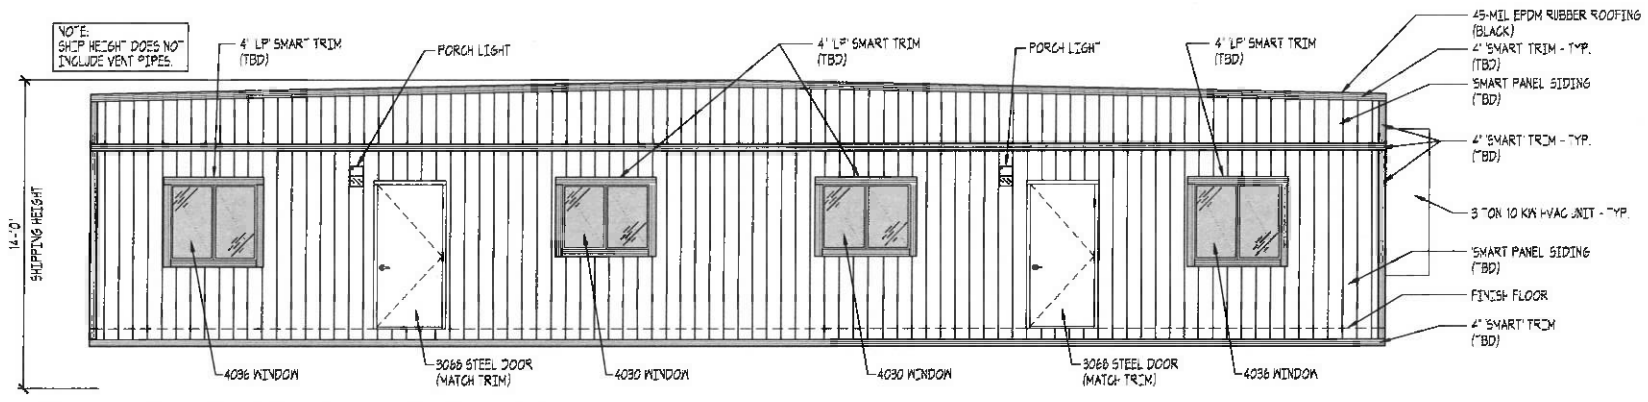 NOTE:
SHIP HEIGHT DOES NOT
INCLUDE VENT PIPES.
4" LP SMART TRIM
(TBD)
PORCH LIGHT
4" LP SMART TRIM
(TBD)
PORCH LIGHT
4" LP SMART TRIM
(TBD)
45-MIL EPDM RUBBER ROOFING
(BLACK)
4" 'SMART TRIM - TYP.
(TBD)
'SMART PANEL SIDING
(TBD)
4" 'SMART' TRIM - TYP.
(TBD)
3 TON 10 KW HVAC UNIT - TYP.
'SMART PANEL SIDING
(TBD)
FINISH FLOOR
4" 'SMART' TRIM
(TBD)
14'-0"
SHIPPING HEIGHT
4036 WINDOW
3068 STEEL DOOR
(MATCH TRIM)
4030 WINDOW
4030 WINDOW
3068 STEEL DOOR
(MATCH TRIM)
4036 WINDOW